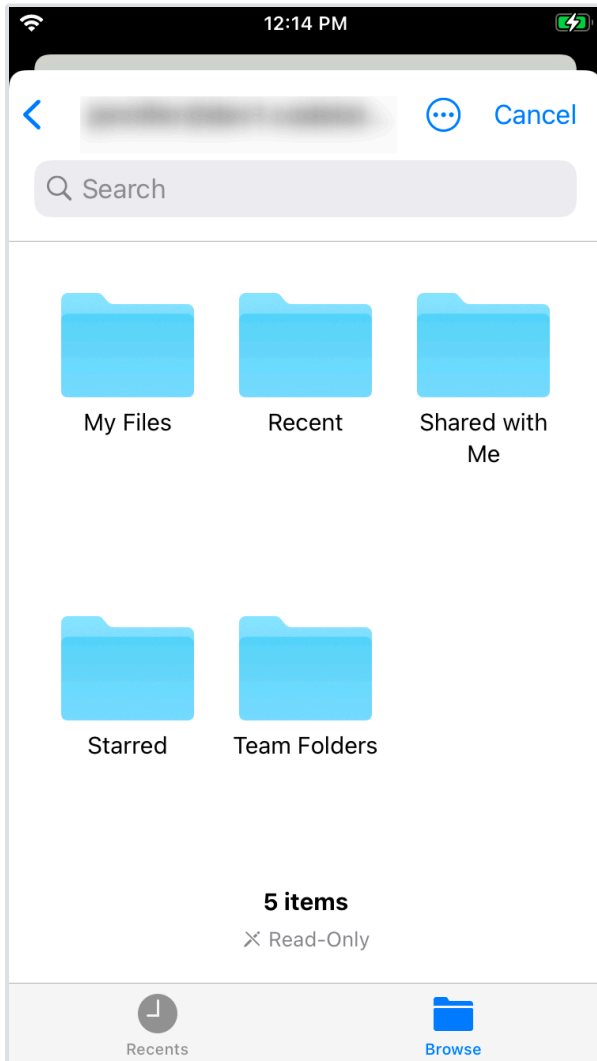 12:14 PM
Cancel
Search
My Files
Recent
Shared with
Me
Starred
Team Folders
5 items
Read-Only
Recents
Browse